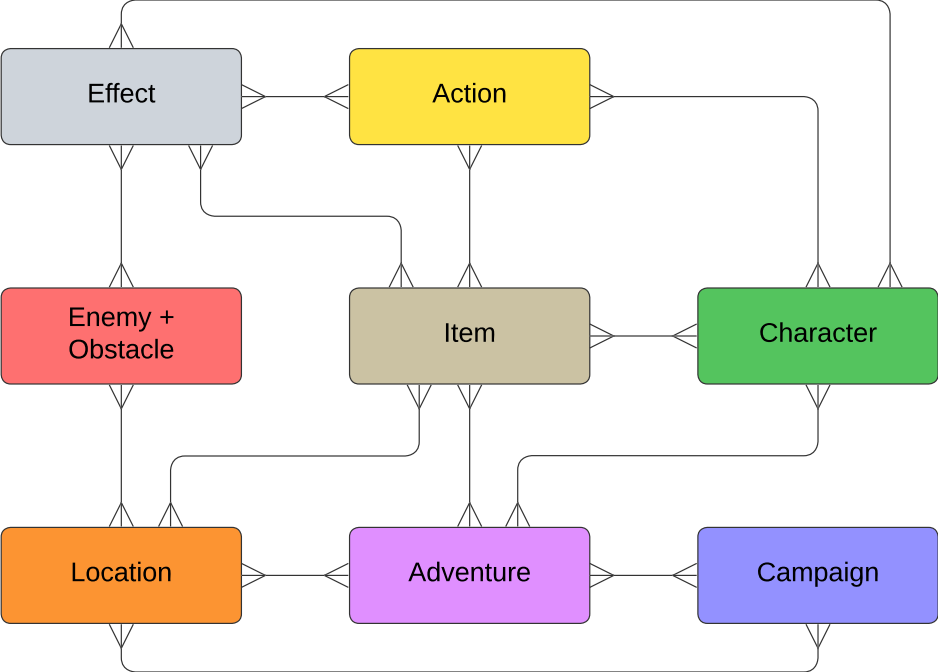 Effect
Action
Enemy +
Obstacle
Item
Character
Location
Adventure
Campaign